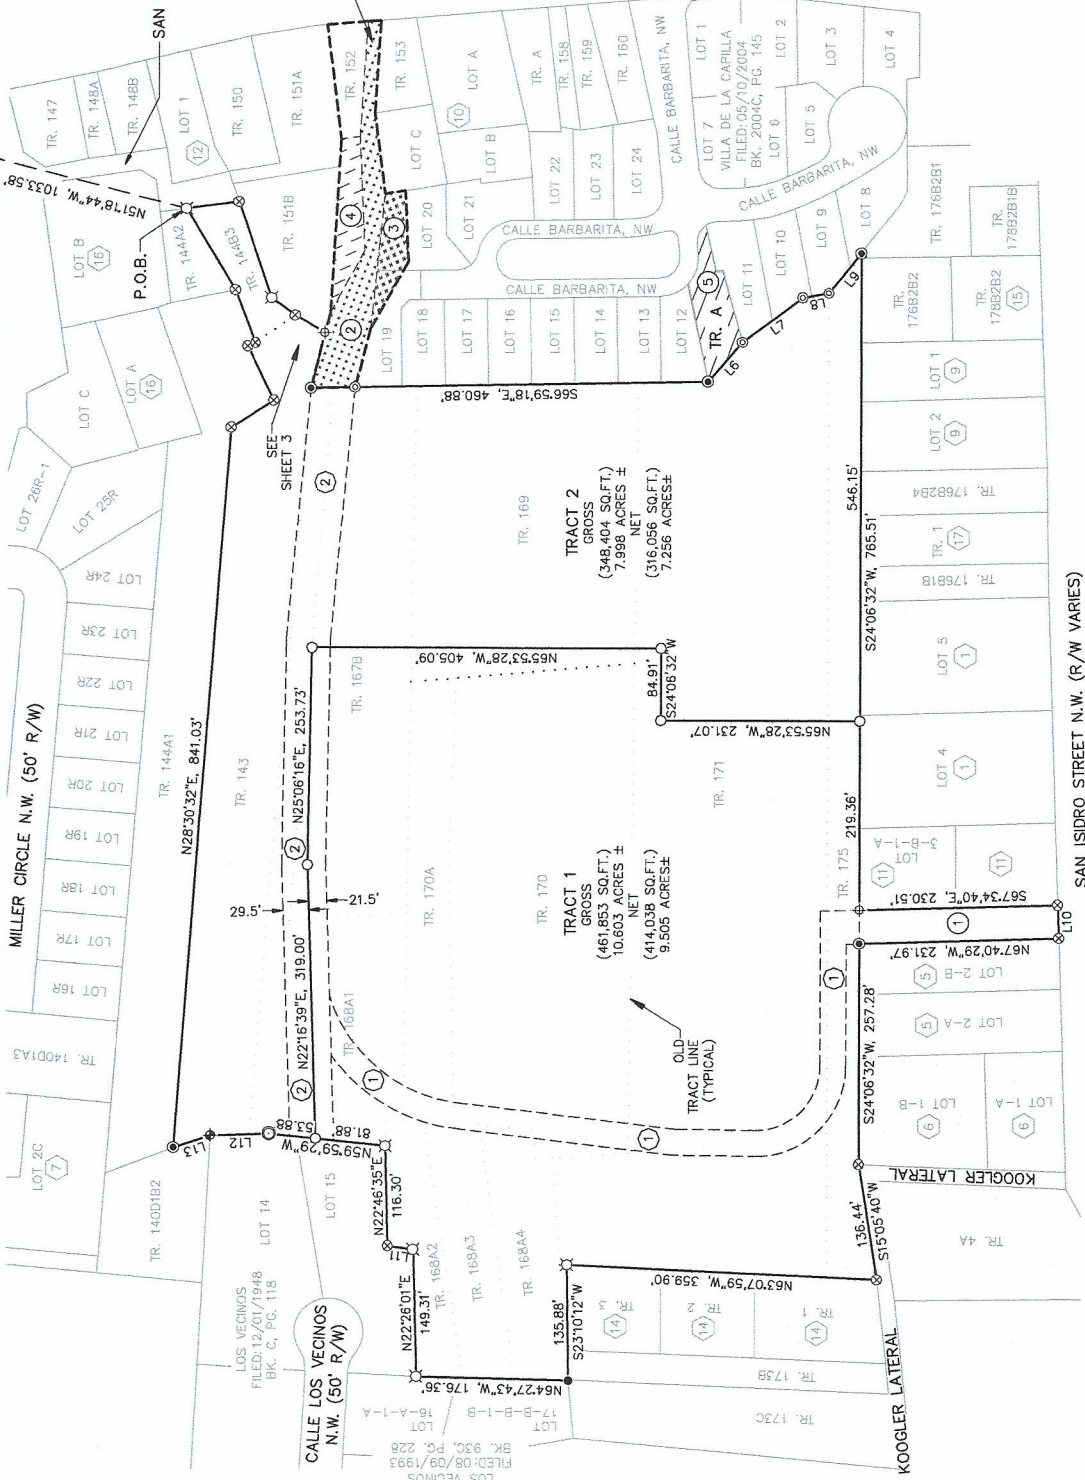 SAN
N51°18'44"W, 1033.58'
P.O.B.
TR. 147
TR. 148A
TR. 148B
LOT 1
12
TR. 150
TR. 151A
TR. 152
TR. 153
LOT A
10
TR. A
TR. 158
TR. 159
TR. 160
CALLE BARBARITA, NW
LOT 1
LOT 2
LOT 3
LOT 4
LOT 5
LOT 6
LOT 7
VILLA DE LA CAPILLA
FILED:05/10/2004
BK. 2004C, PG. 145
LOT B
16
TR. 144A2
TR. 144B3
TR. 151B
4
3
LOT C
LOT B
LOT 20
LOT 21
LOT 22
LOT 23
LOT 24
CALLE BARBARITA, NW
CALLE BARBARITA, NW
CALLE BARBARITA, NW
LOT 8
LOT 9
LOT 10
LOT 11
5
TR. A
TR. 176B2B1
TR.
178B2B1B
LOT C
LOT A
16
SEE
SHEET 3
2
LOT 19
LOT 18
LOT 17
LOT 16
LOT 15
LOT 14
LOT 13
LOT 12
L6
L7
L8
L9
TR.
176B2B2
TR.
178B2B2
15
S66°59'18"E, 460.88'
LOT 26R-1
LOT 25R
LOT 24R
LOT 23R
LOT 22R
LOT 21R
LOT 20R
LOT 19R
LOT 18R
LOT 17R
LOT 16R
MILLER CIRCLE N.W. (50' R/W)
TR. 140D1A3
LOT 2C
7
TR. 144A1
N28°30'32"E, 841.03'
TR. 143
2
TR. 169
TRACT 2
GROSS
(348,404 SQ.FT.)
7.998 ACRES ±
NET
(316,056 SQ.FT.)
7.256 ACRES±
546.15'
S24°06'32"W, 765.51'
LOT 1
9
LOT 2
9
TR. 176B2B4
TR. 1
17
TR. 176B1B
LOT 5
1
LOT 4
1
N65°53'28"W, 405.09'
TR. 167B
84.91'
S24°06'32"W
N65°53'28"W, 231.07'
TR. 171
N25°06'16"E, 253.73'
2
29.5'
21.5'
N22°16'39"E, 319.00'
2
TR. 170A
TR. 170
TRACT 1
GROSS
(461,853 SQ.FT.)
10.603 ACRES ±
NET
(414,038 SQ.FT.)
9.505 ACRES±
219.36'
TR. 175
LOT
3-B-1-A
11
11
S67°34'40"E, 230.51'
1
L10
N67°40'29"W, 231.97'
SAN ISIDRO STREET N.W. (R/W VARIES)
TR. 168A1
1
1
1
OLD
TRACT LINE
(TYPICAL)
S24°06'32"W, 257.28'
LOT 2-B
5
LOT 2-A
5
LOT 1-B
6
LOT 1-A
6
KOOGLER LATERAL
L13
L12
53.88
N59°59'29"W
81.88'
N22°46'35"E
116.30'
L11
LOT 15
LOT 14
TR. 140D1B2
LOS VECINOS
FILED:12/01/1948
BK. C, PG. 118
CALLE LOS VECINOS
N.W. (50' R/W)
N22°26'01"E
149.31'
TR. 168A2
TR. 168A3
TR. 168A4
135.88'
S23°10'12"W
N64°27'43"W, 176.36'
N63°07'59"W, 359.90'
136.44'
S15°05'40"W
TR. 4A
TR. 3
14
TR. 2
14
TR. 1
14
TR. 173B
TR. 173C
KOOGLER LATERAL
LOT
17-B-B-1-B
LOT
16-A-1-A
LOS VECINOS
FILED:08/09/1993
BK. 93C, PG. 228